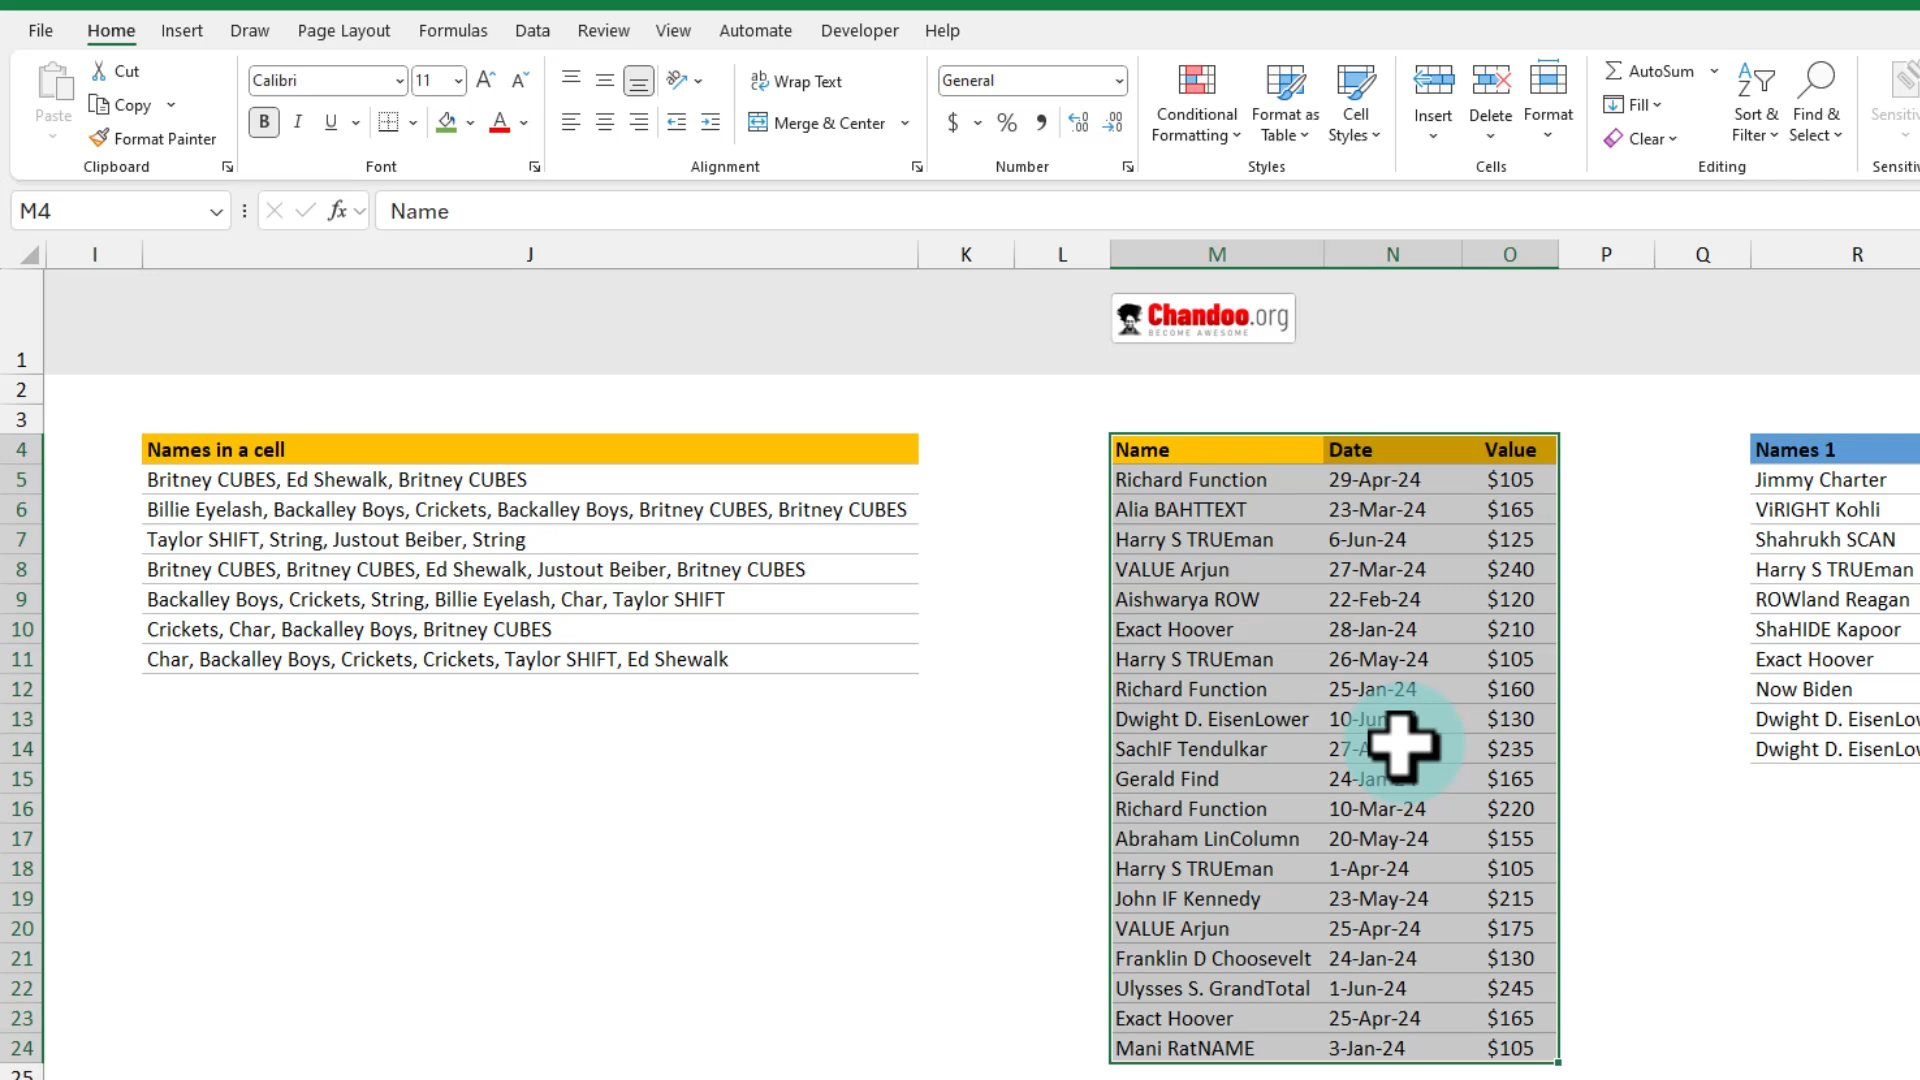 File Home Insert Draw Page Layout Formulas Data Review View Automate Developer Help
Paste
Cut
Copy
Format Painter
Clipboard
Calibri 11
B I U
Font
Wrap Text
Merge & Center
Alignment
General
$ % 9
Number
Conditional Formatting
Format as Table
Cell Styles
Styles
Insert Delete Format
Cells
AutoSum
Fill
Clear
Sort & Filter
Find & Select
Editing
M4 fx Name
I J K L M N O P Q R
Chandoo.org
BECOME AWESOME
1
2
3
4 Names in a cell Name Date Value Names 1
5 Britney CUBES, Ed Shewalk, Britney CUBES Richard Function 29-Apr-24 $105 Jimmy Charter
6 Billie Eyelash, Backalley Boys, Crickets, Backalley Boys, Britney CUBES, Britney CUBES Alia BAHTTEXT 23-Mar-24 $165 ViRIGHT Kohli
7 Taylor SHIFT, String, Justout Beiber, String Harry S TRUEman 6-Jun-24 $125 Shahrukh SCAN
8 Britney CUBES, Britney CUBES, Ed Shewalk, Justout Beiber, Britney CUBES VALUE Arjun 27-Mar-24 $240 Harry S TRUEman
9 Backalley Boys, Crickets, String, Billie Eyelash, Char, Taylor SHIFT Aishwarya ROW 22-Feb-24 $120 ROWland Reagan
10 Crickets, Char, Backalley Boys, Britney CUBES Exact Hoover 28-Jan-24 $210 ShaHIDE Kapoor
11 Char, Backalley Boys, Crickets, Crickets, Taylor SHIFT, Ed Shewalk Harry S TRUEman 26-May-24 $105 Exact Hoover
12 Richard Function 25-Jan-24 $160 Now Biden
13 Dwight D. EisenLower $130 Dwight D.
14 SachIF Tendulkar $235 Dwight D.
15 Gerald Find $165
16 Richard Function 10-Mar-24 $220
17 Abraham LinColumn 20-May-24 $155
18 Harry S TRUEman 1-Apr-24 $105
19 John IF Kennedy 23-May-24 $215
20 VALUE Arjun 25-Apr-24 $175
21 Franklin D Choosevelt 24-Jan-24 $130
22 Ulysses S. GrandTotal 1-Jun-24 $245
23 Exact Hoover 25-Apr-24 $165
24 Mani RatNAME 3-Jan-24 $105
25